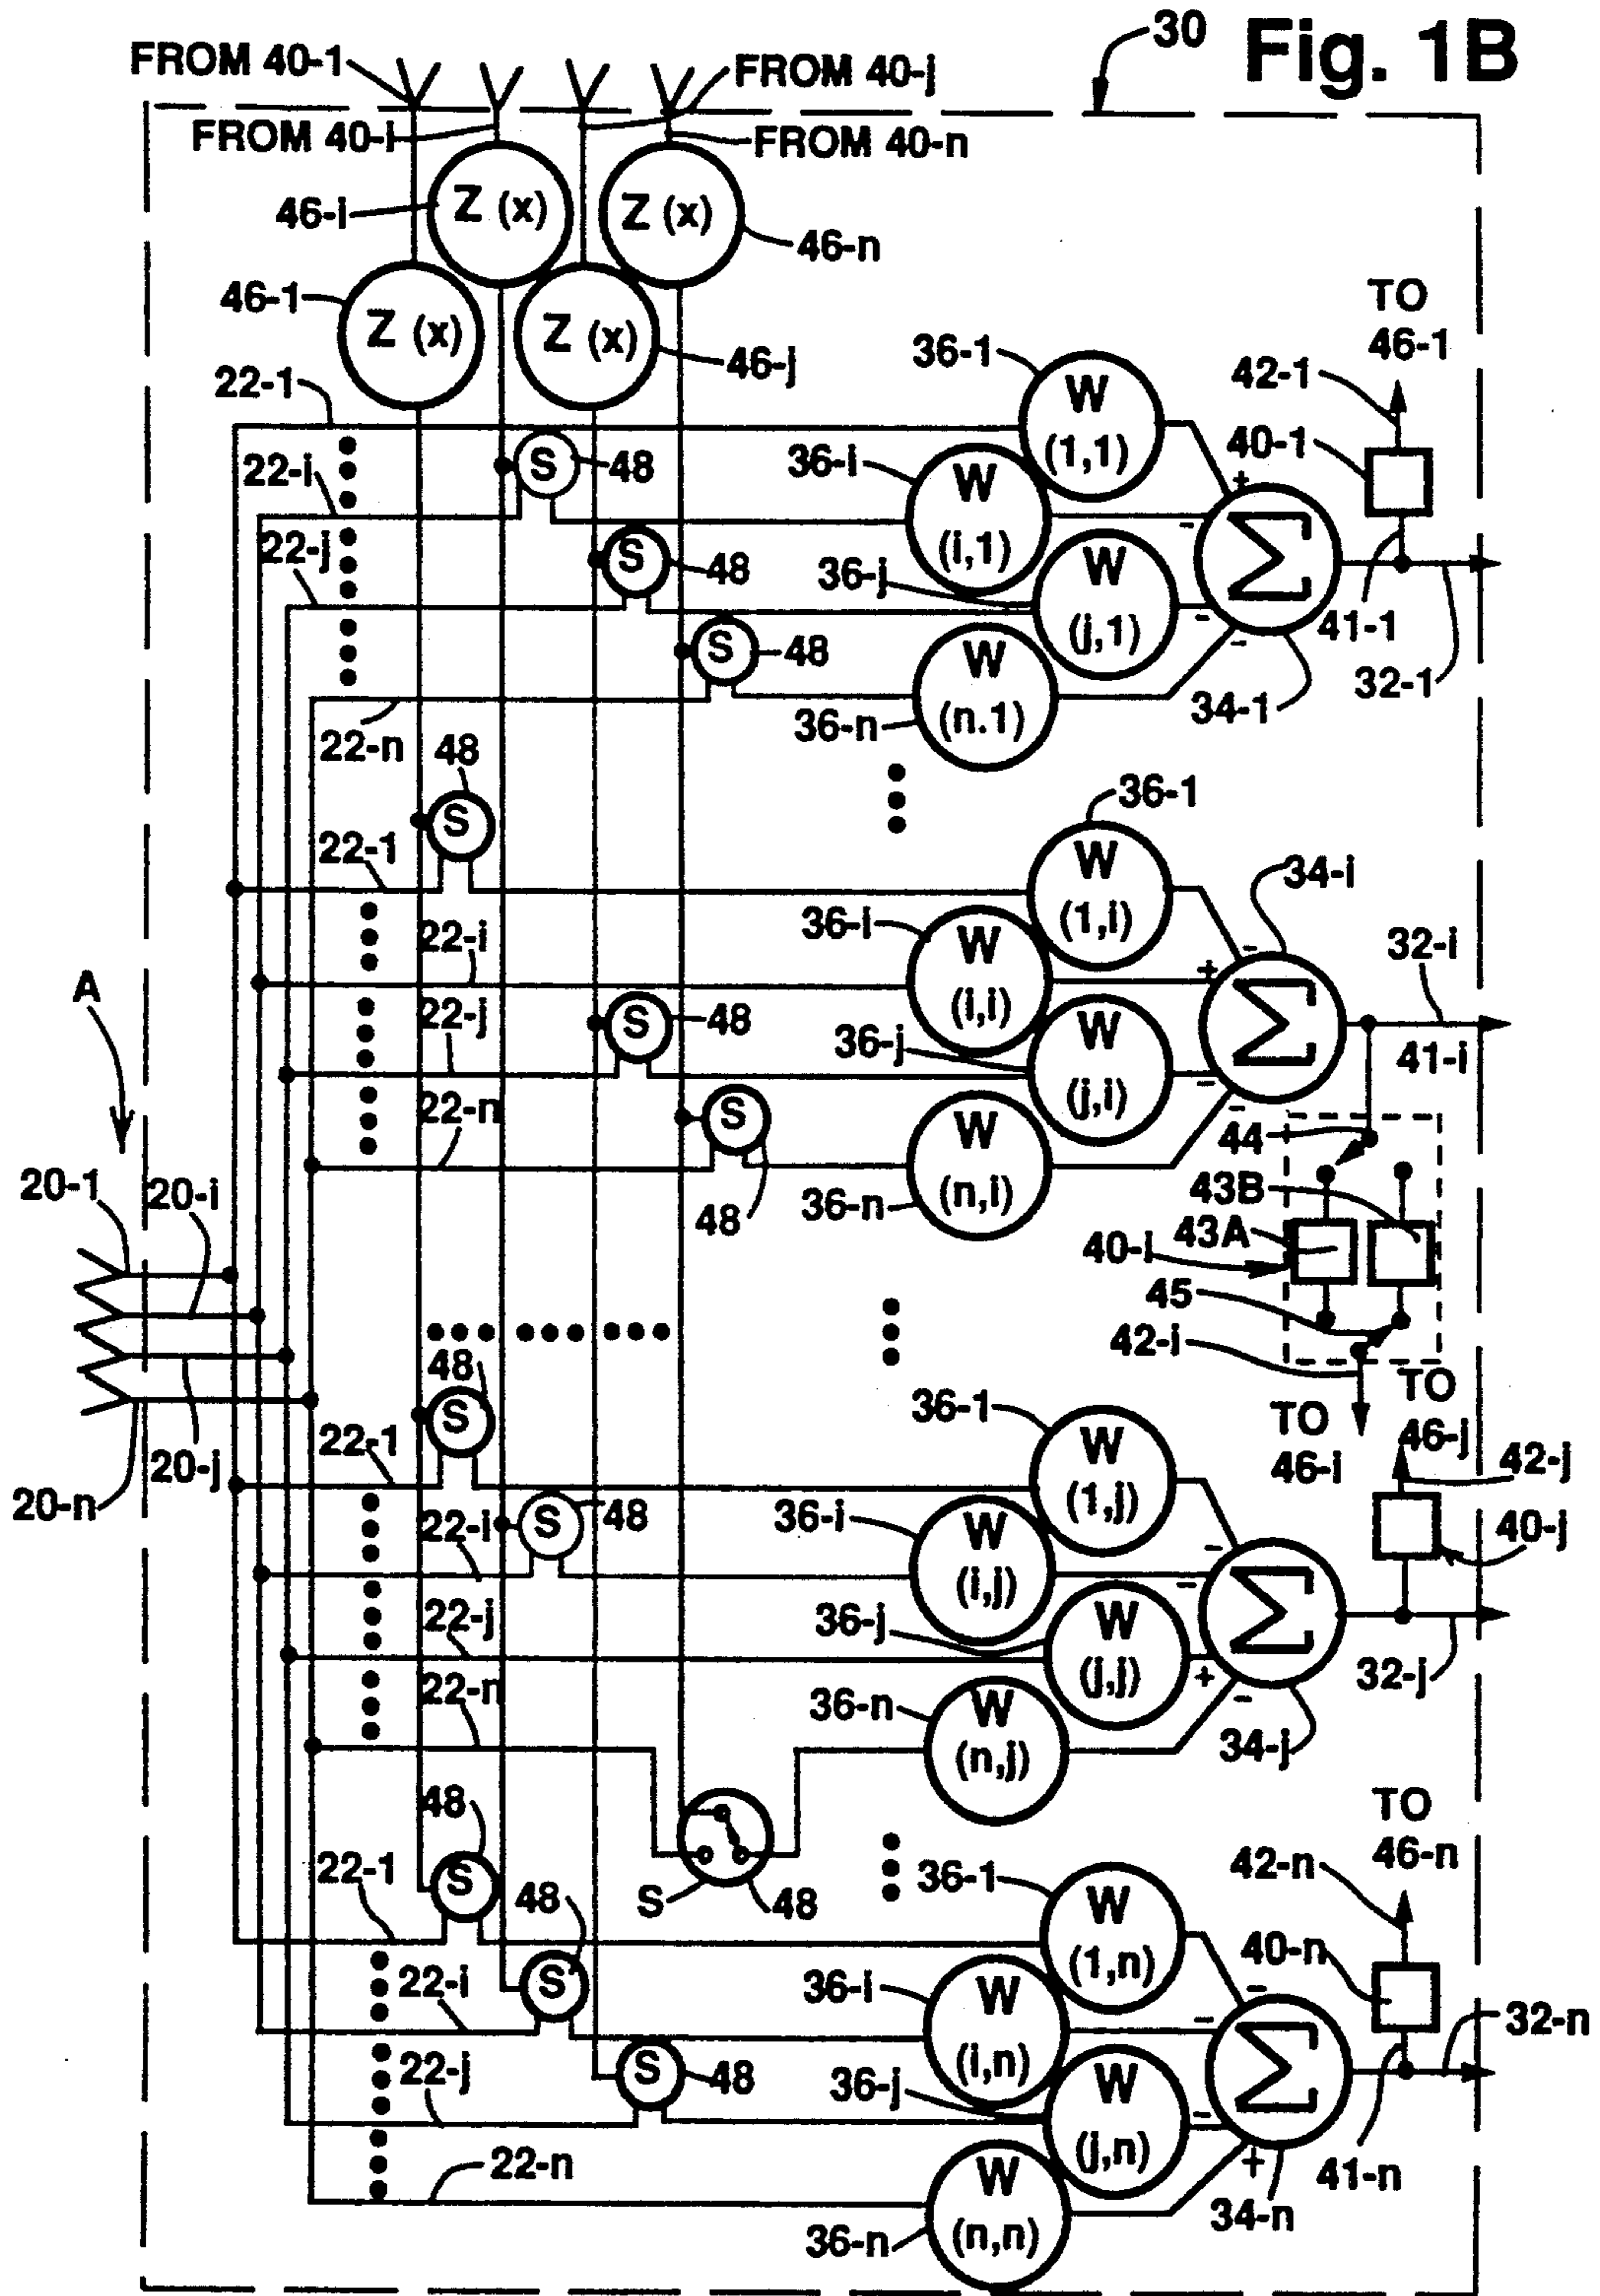 30
Fig. 1B
FROM 40-1
FROM 40-j
FROM 40-i
FROM 40-n
46-i
Z (x)
Z (x)
46-n
46-1
Z (x)
Z (x)
46-j
TO
46-1
22-1
36-1
W
(1,1)
42-1
40-1
22-i
S
48
36-i
W
(i,1)
+
-
22-j
S
48
36-j
W
(j,1)
Σ
-
-
41-1
32-1
S
48
W
(n.1)
36-n
34-1
22-n
48
S
36-1
W
(1,i)
34-i
22-1
36-i
W
(i,i)
-
+
32-i
22-i
A
22-j
S
48
36-j
W
(j,i)
Σ
-
-
41-i
22-n
S
48
W
(n,i)
36-n
44
43B
43A
40-i
45
42-i
20-1
20-i
20-j
20-n
TO
46-i
TO
46-j
42-j
40-j
48
S
22-1
36-1
W
(1,j)
22-i
S
48
36-i
W
(i,j)
-
-
Σ
22-j
36-j
W
(j,j)
+
-
32-j
22-n
36-n
W
(n,j)
34-j
S
48
48
S
22-1
36-1
W
(1,n)
TO
46-n
42-n
40-n
48
S
22-i
36-i
W
(i,n)
-
-
32-n
22-j
S
48
36-j
W
(j,n)
Σ
-
+
41-n
22-n
36-n
W
(n,n)
34-n